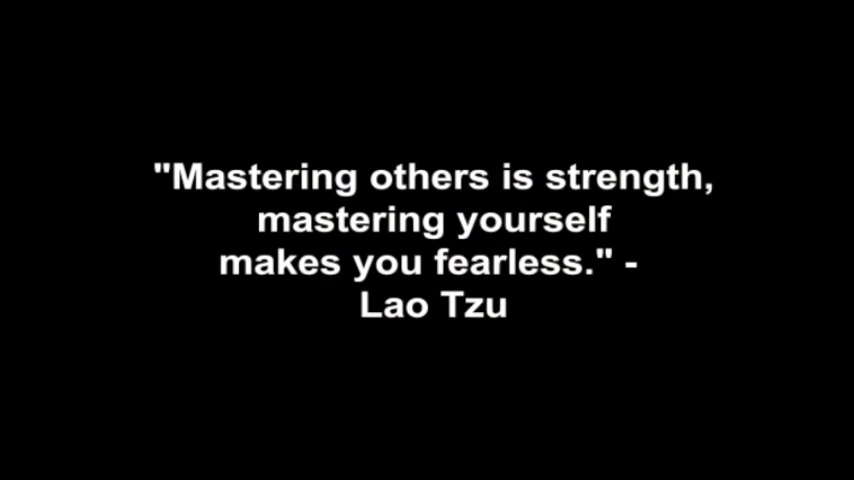 "Mastering others is strength,
mastering yourself
makes you fearless." -
Lao Tzu